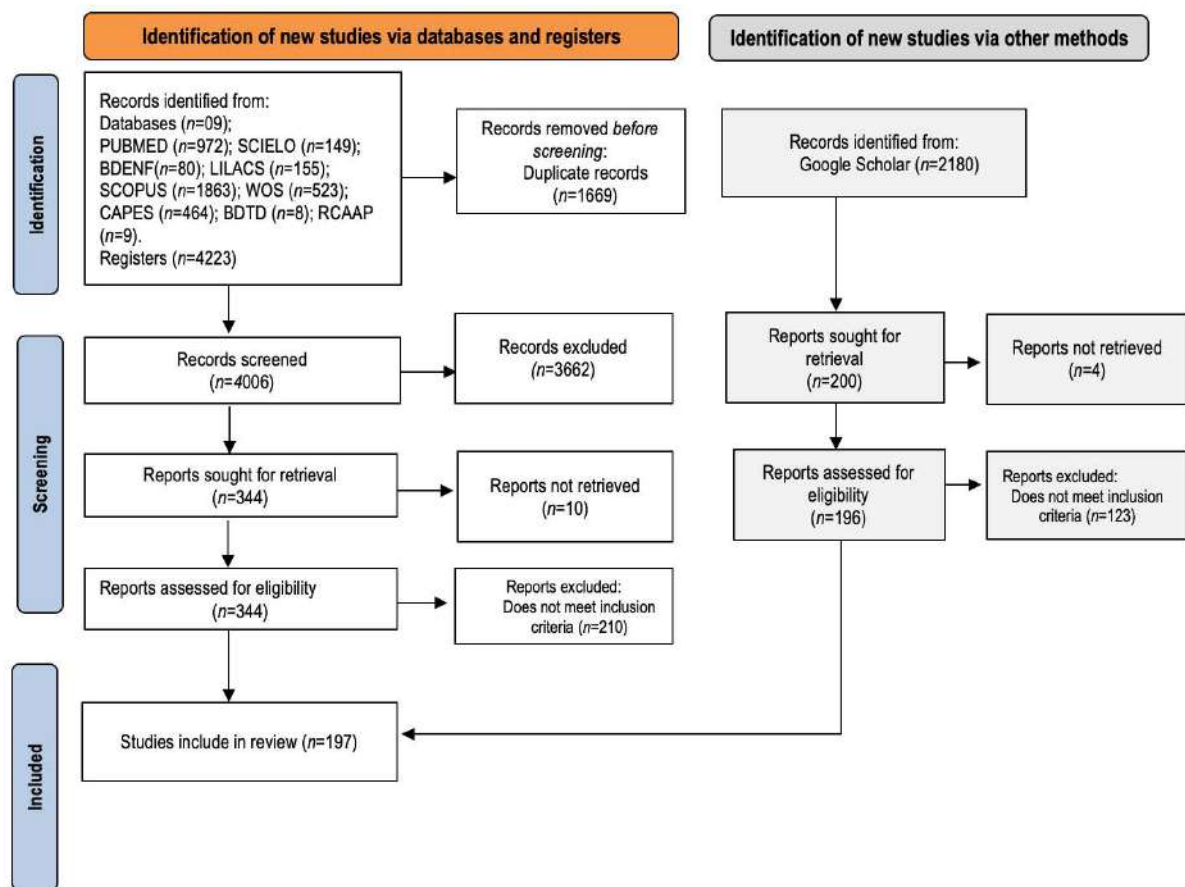 Identification of new studies via databases and registers
Identification of new studies via other methods
Identification
Records identified from:
Databases (n=09);
PUBMED (n=972); SCIELO (n=149);
BDENF(n=80); LILACS (n=155);
SCOPUS (n=1863); WOS (n=523);
CAPES (n=464); BDTD (n=8); RCAAP
(n=9).
Registers (n=4223)
Records removed before
screening:
Duplicate records
(n=1669)
Records identified from:
Google Scholar (n=2180)
Screening
Records screened
(n=4006)
Records excluded
(n=3662)
Reports sought for
retrieval
(n=200)
Reports not retrieved
(n=4)
Reports sought for retrieval
(n=344)
Reports not retrieved
(n=10)
Reports assessed for
eligibility
(n=196)
Reports excluded:
Does not meet inclusion
criteria (n=123)
Reports assessed for eligibility
(n=344)
Reports excluded:
Does not meet inclusion
criteria (n=210)
Included
Studies include in review (n=197)